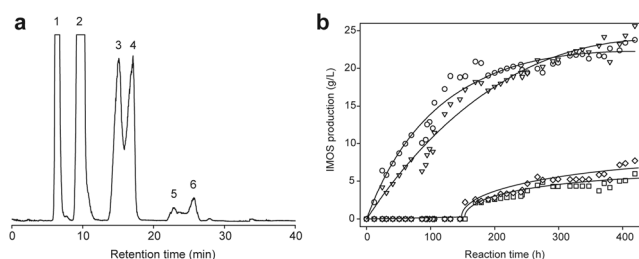 a
1 2 3 4
5 6
0 10 20 30 40
Retention time (min)
b
IMOS production (g/L)
25
20
15
10
5
0
0 100 200 300 400
Reaction time (h)